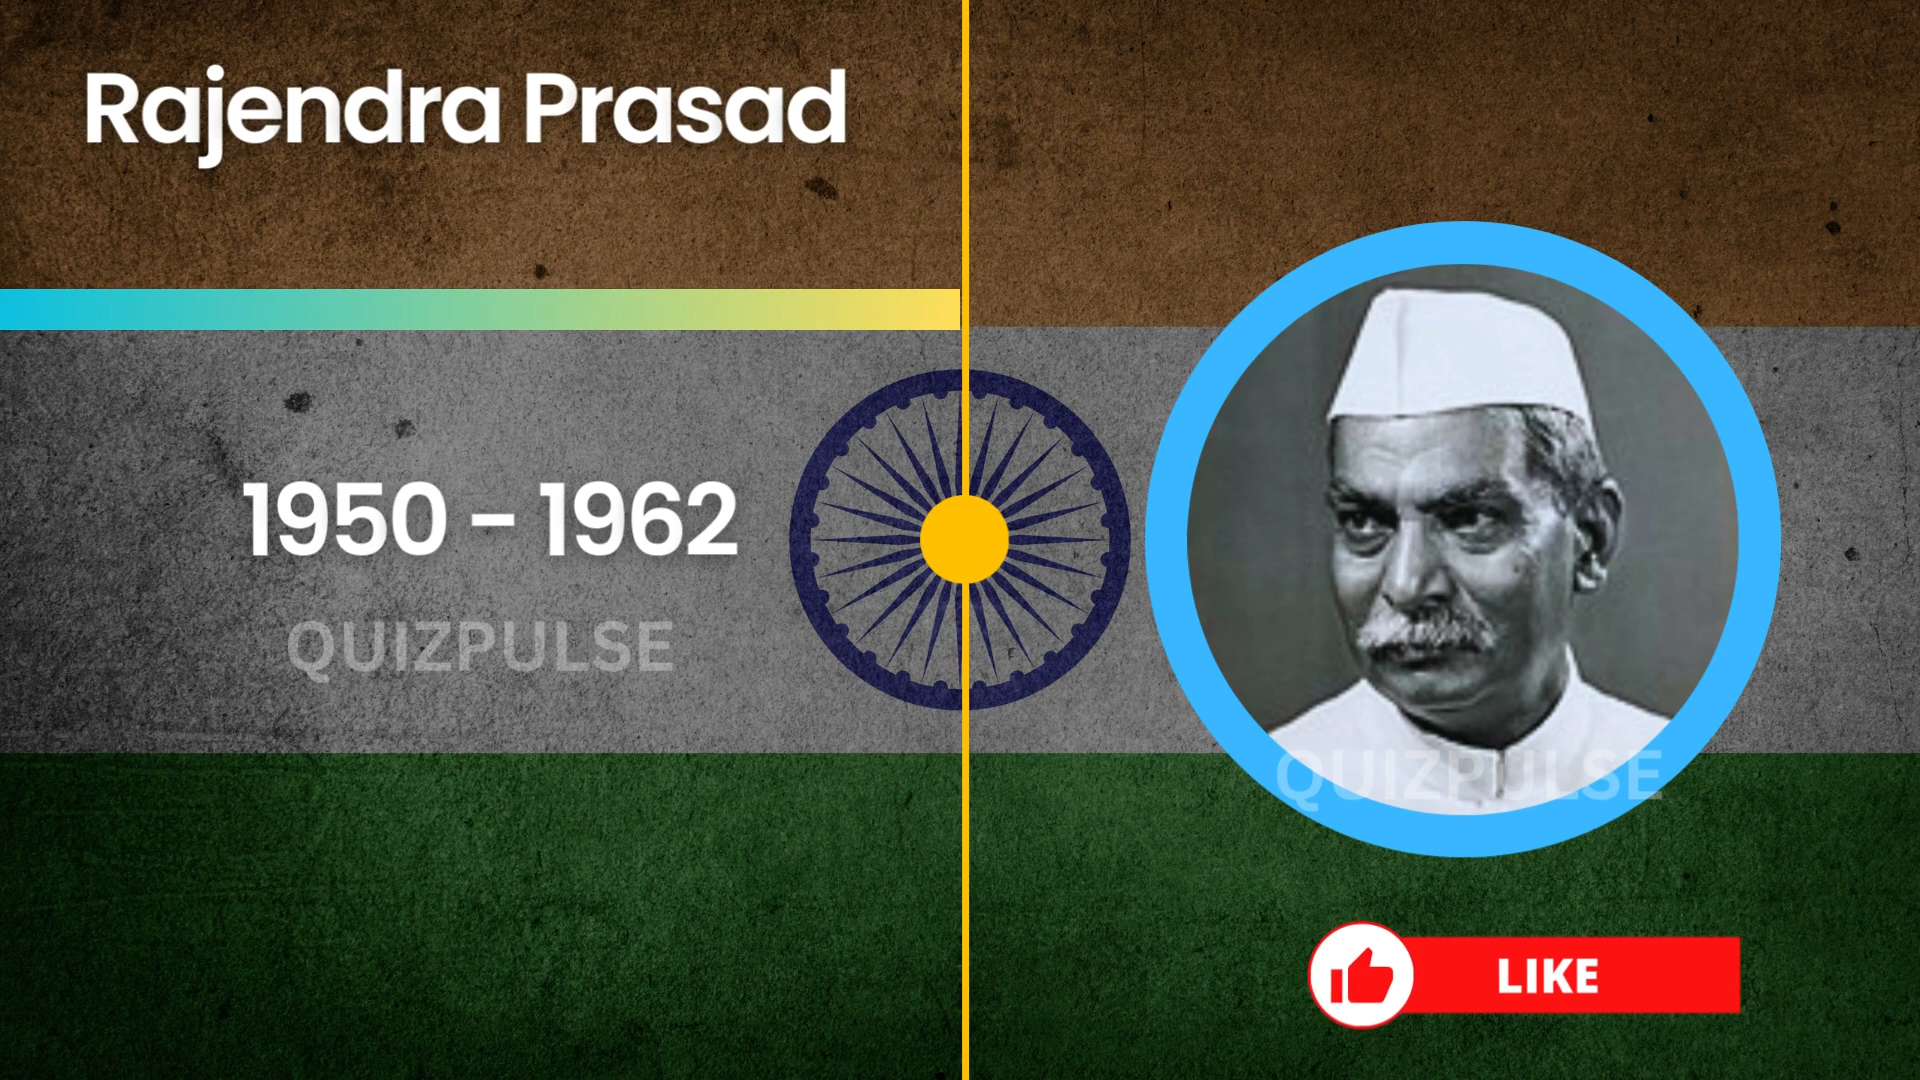 Rajendra Prasad
1950 - 1962
QUIZPULSE
QUIZPULSE
LIKE